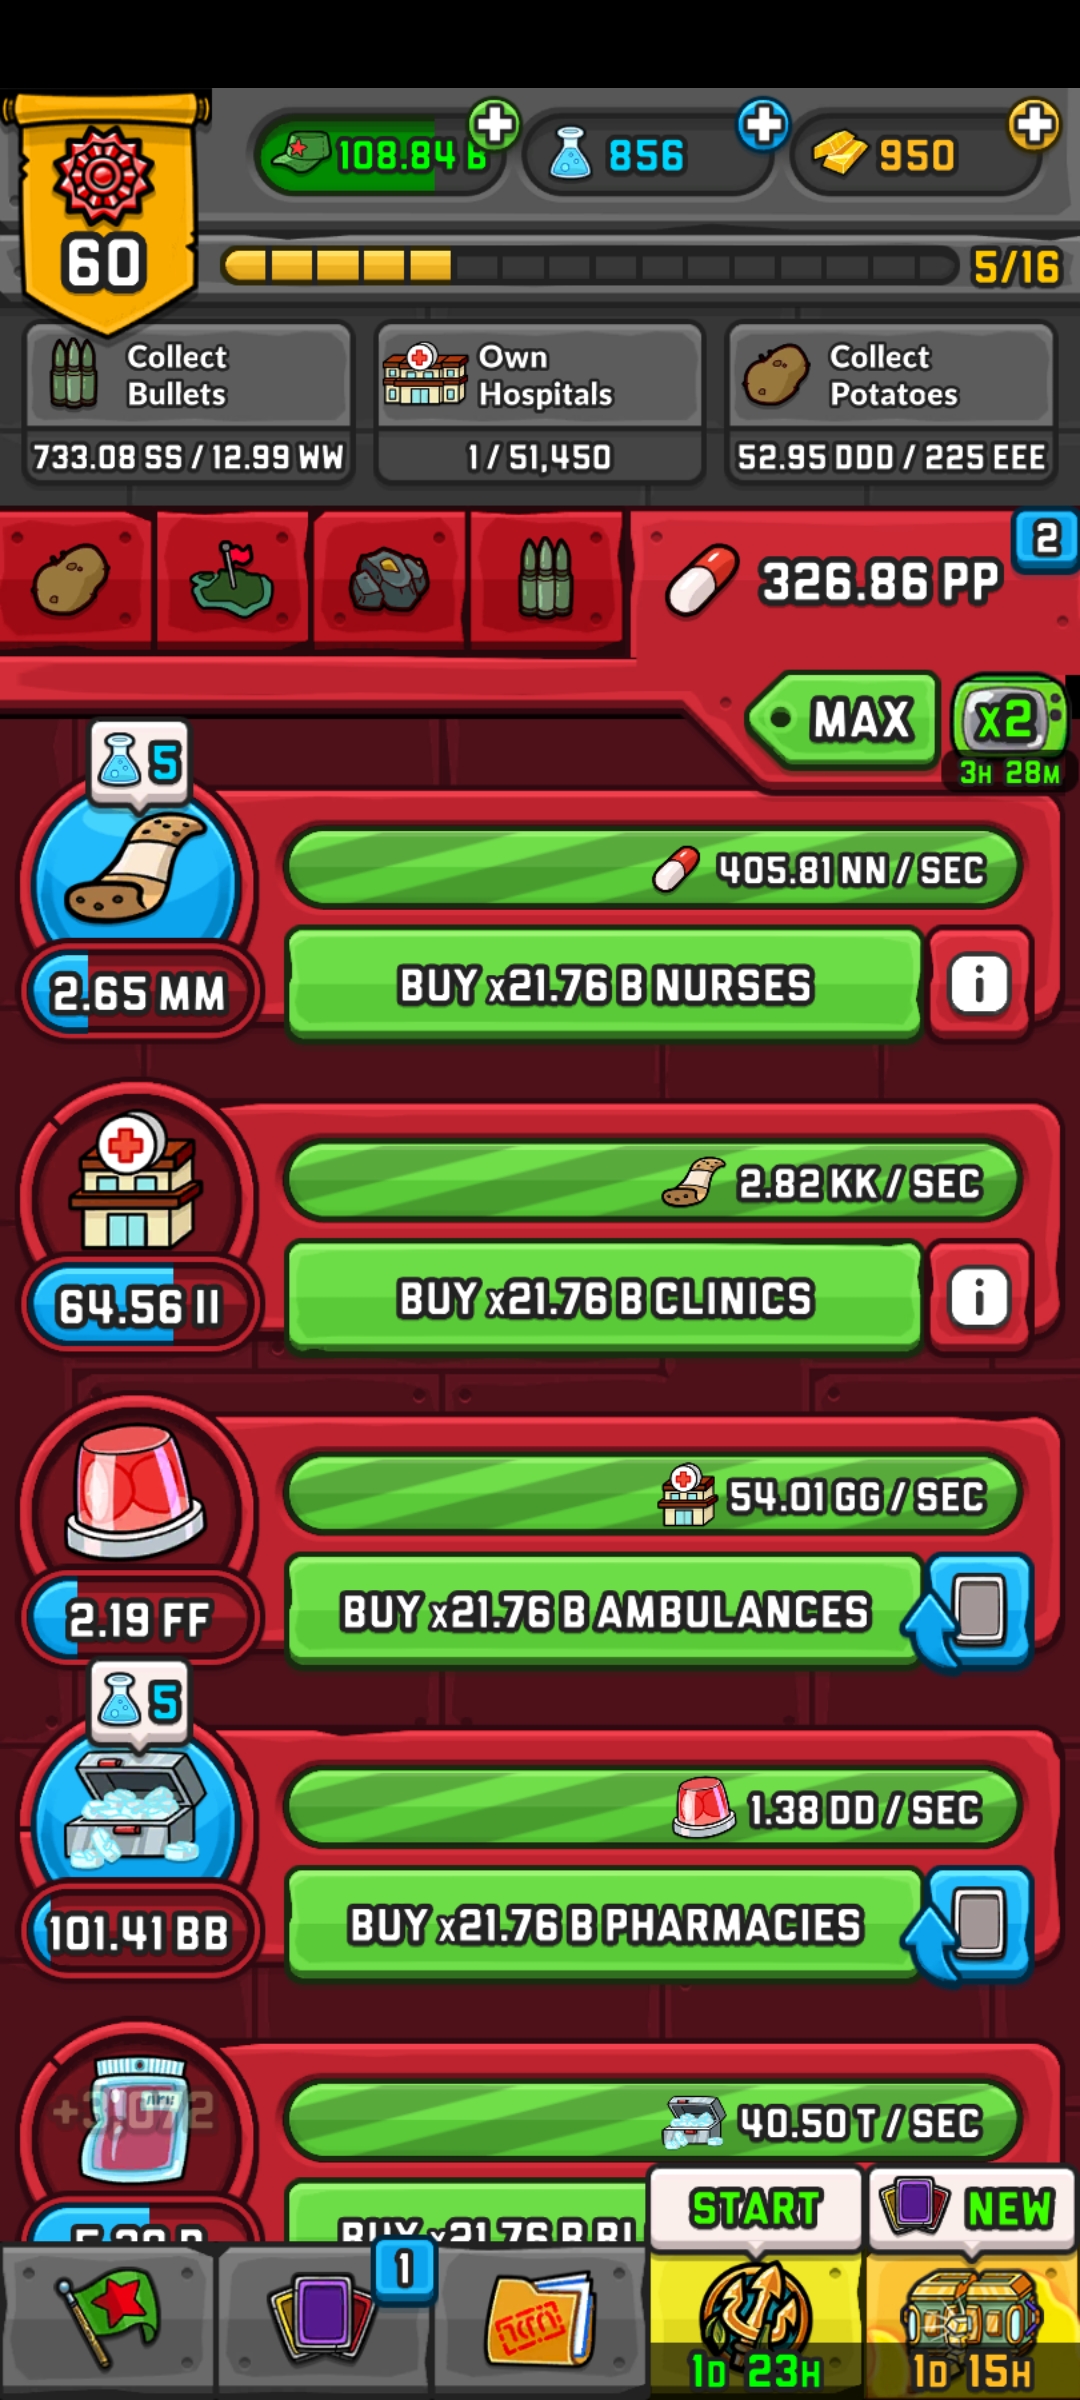 108.84 B
856
950
60
5/16
Collect
Bullets
Own
Hospitals
Collect
Potatoes
733.08 SS / 12.99 WW
1 / 51,450
52.95 DDD / 225 EEE
2
326.86 PP
MAX
x2
3H 28M
5
405.81 NN / SEC
2.65 MM
BUY x21.76 B NURSES
i
2.82 KK / SEC
64.56 II
BUY x21.76 B CLINICS
i
54.01 GG / SEC
2.19 FF
BUY x21.76 B AMBULANCES
5
1.38 DD / SEC
101.41 BB
BUY x21.76 B PHARMACIES
+3,072
40.50 T / SEC
BUY x21.76 B BL
START
NEW
1
1D 23H
1D 15H